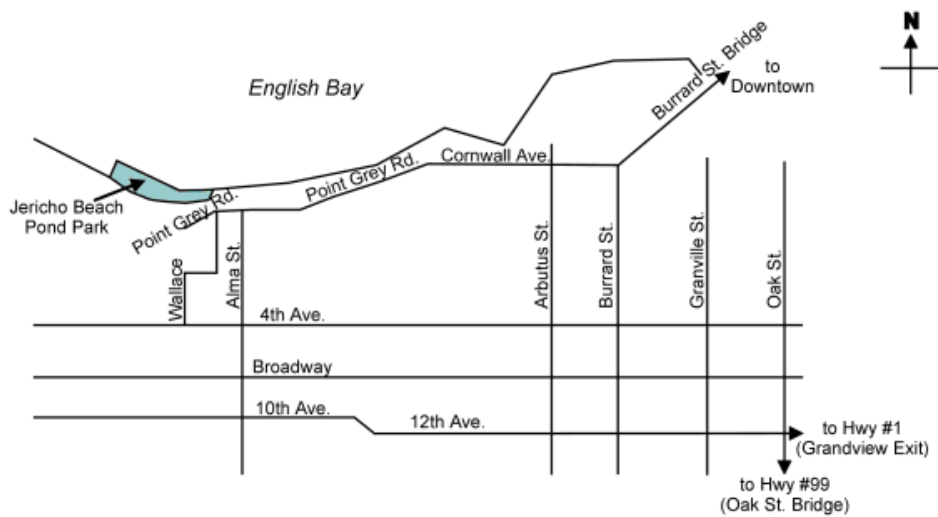 N
English Bay
Burrard St. Bridge
to
Downtown
Cornwall Ave.
Point Grey Rd.
Jericho Beach
Pond Park
Point Grey Rd.
Wallace
Alma St.
Arbutus St.
Burrard St.
Granville St.
Oak St.
4th Ave.
Broadway
10th Ave.
12th Ave.
to Hwy #1
(Grandview Exit)
to Hwy #99
(Oak St. Bridge)